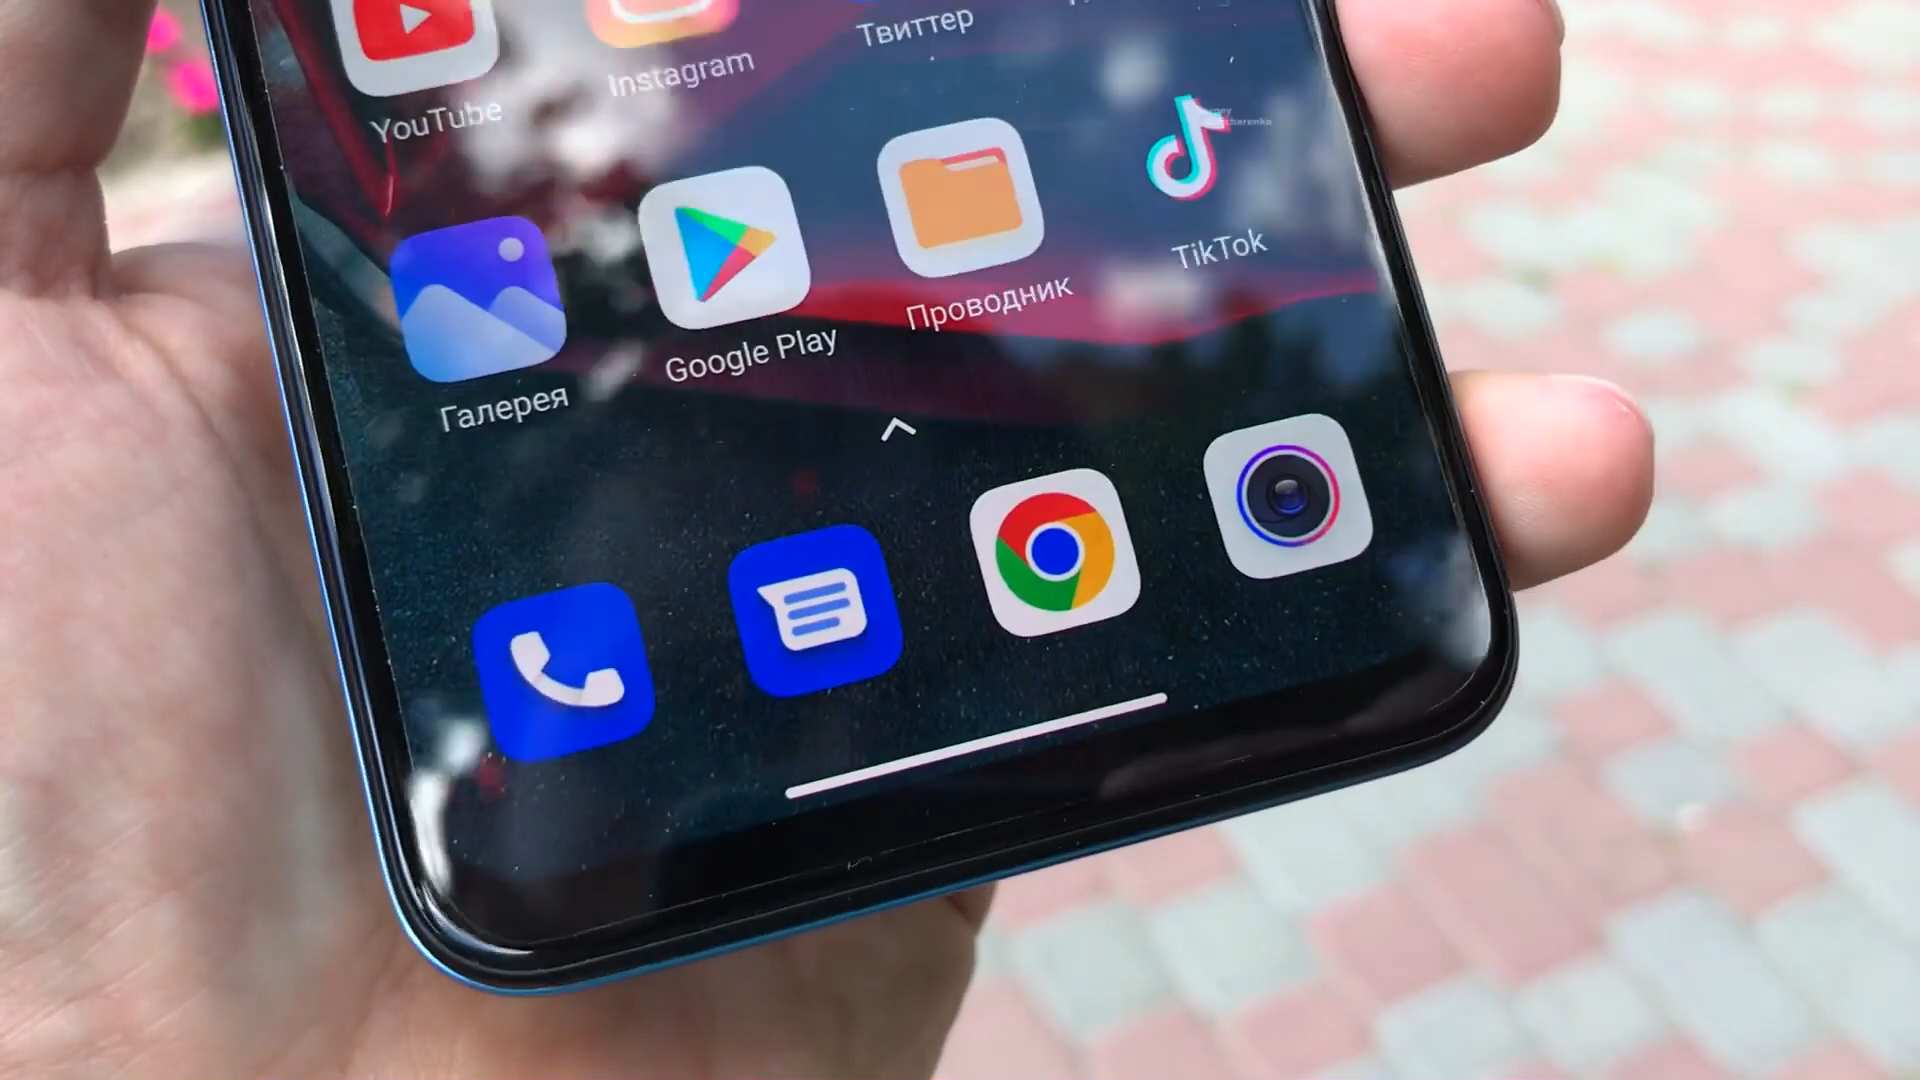 Твиттер
Instagram
YouTube
TikTok
Проводник
Google Play
Галерея